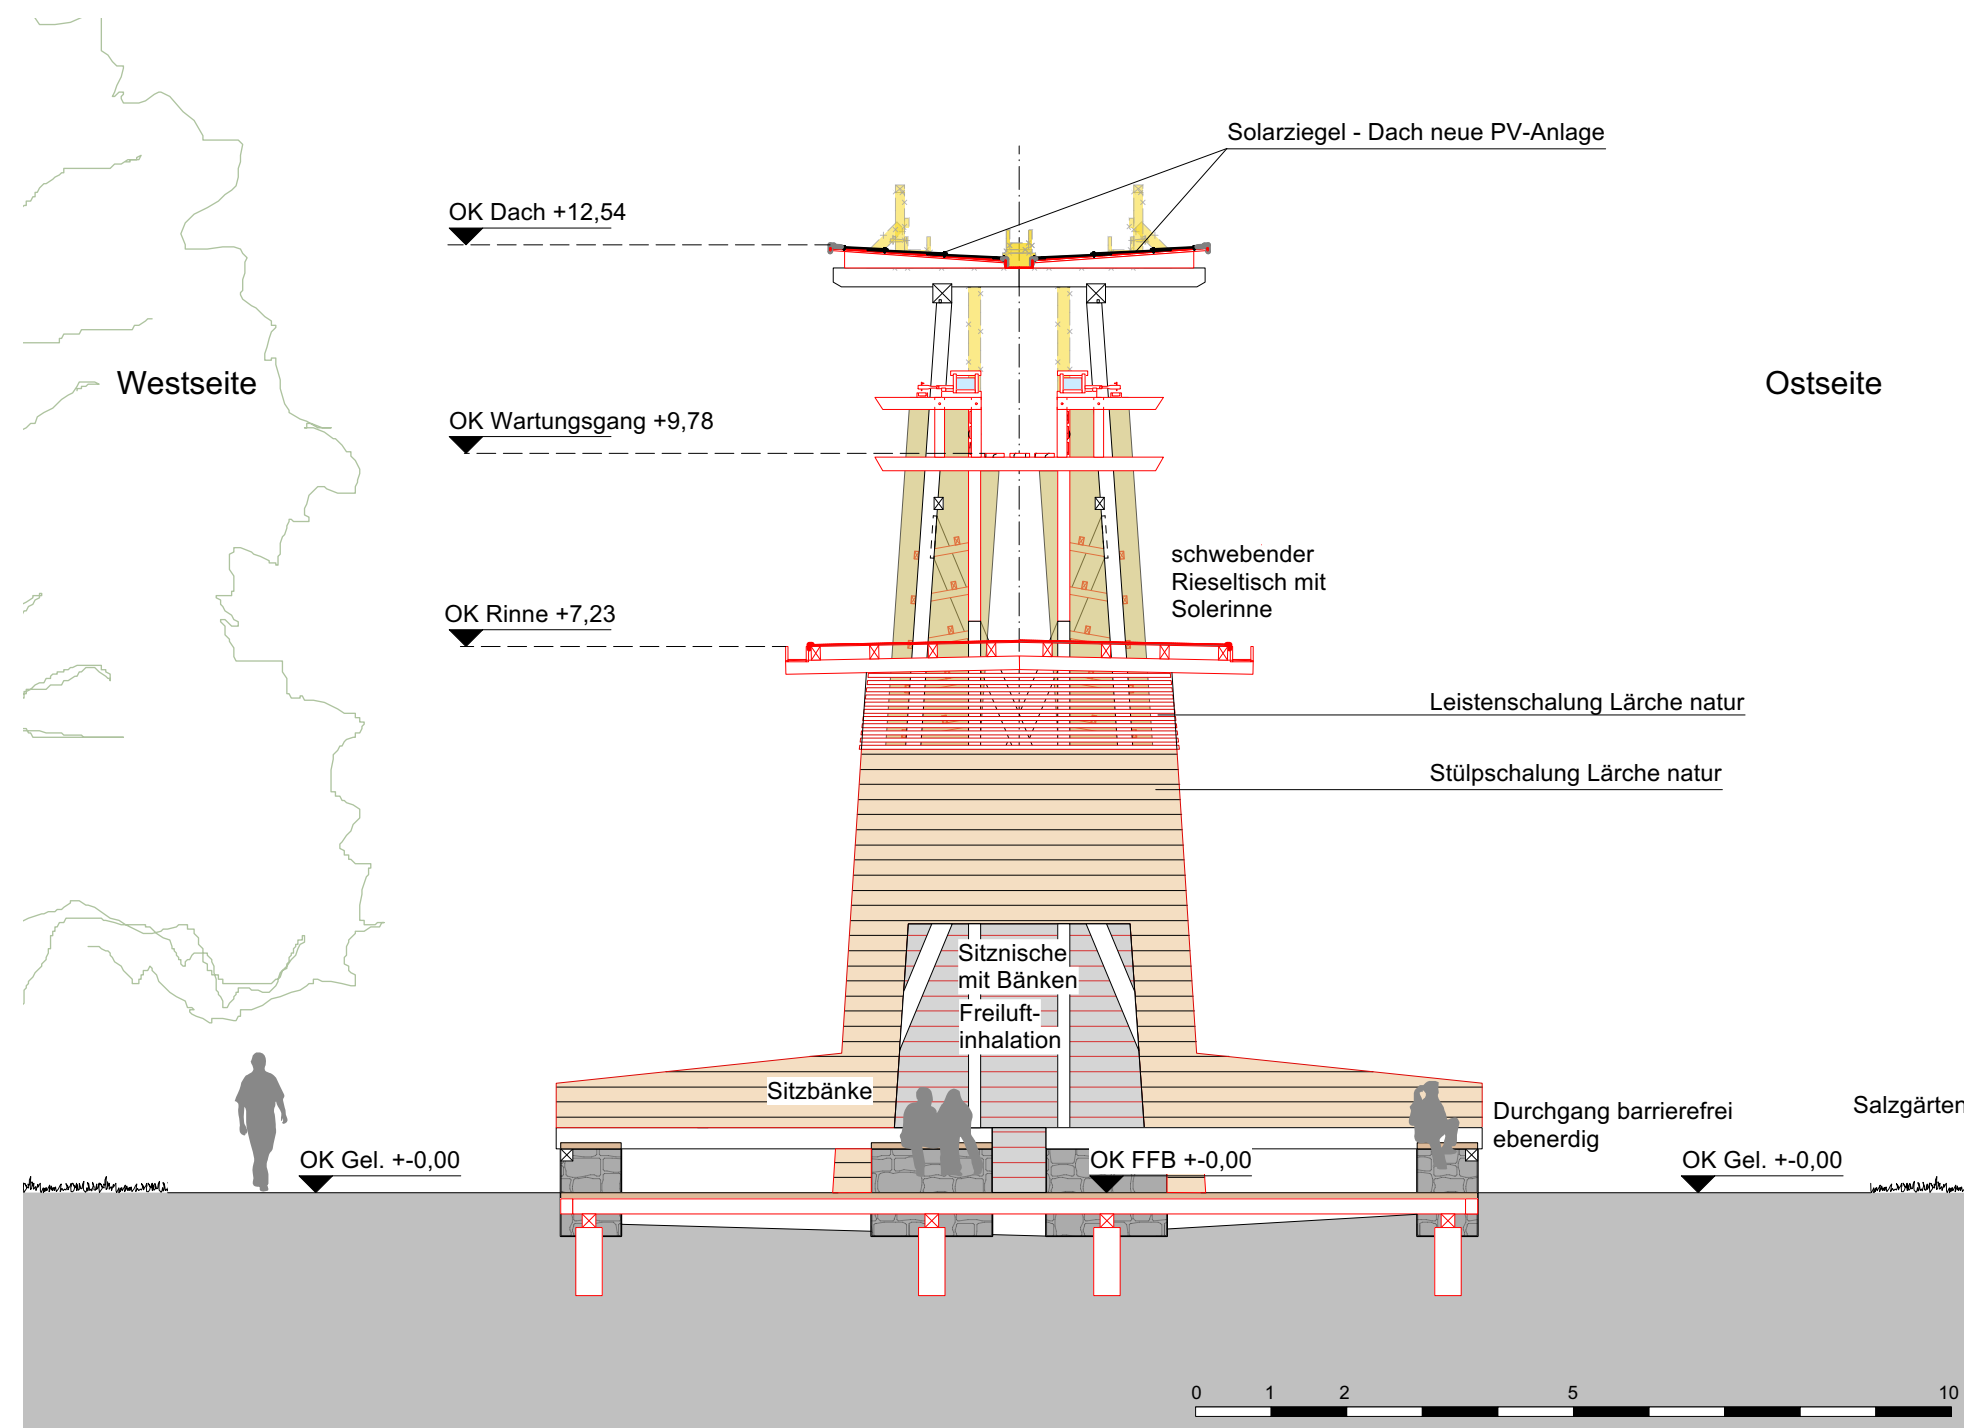 Solarziegel - Dach neue PV-Anlage
OK Dach +12,54
Westseite
Ostseite
OK Wartungsgang +9,78
schwebender
Rieseltisch mit
Solerinne
OK Rinne +7,23
Leistenschalung Lärche natur
Stülpschalung Lärche natur
Sitznische
mit Bänken
Freiluft-
inhalation
Sitzbänke
Durchgang barrierefrei
ebenerdig
Salzgärten
OK Gel. +-0,00
OK FFB +-0,00
OK Gel. +-0,00
0 1 2 5 10